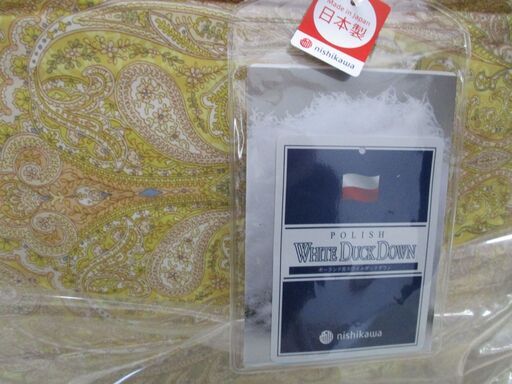 Made in Japan
日本製
nishikawa
POLISH
WHITE DUCK DOWN
ポーランド産ホワイトダックダウン
nishikawa